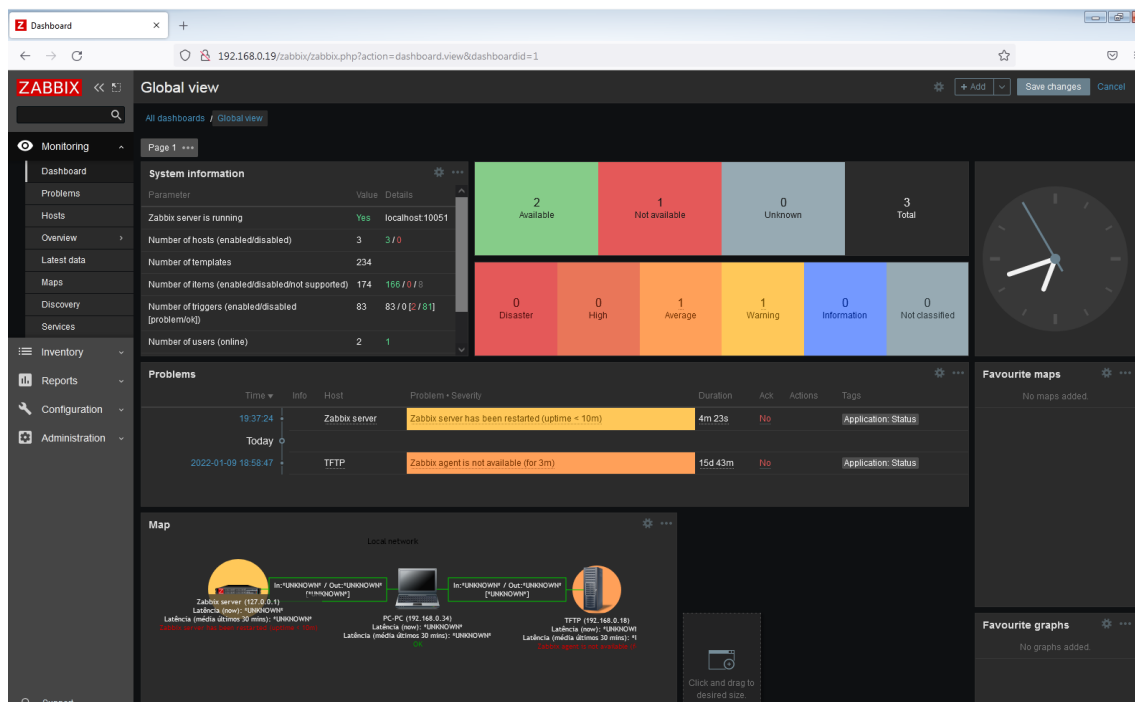 Z Dashboard × +
192.168.0.19/zabbix/zabbix.php?action=dashboard.view&dashboardid=1
ZABBIX
Global view
+ Add
Save changes
Cancel
All dashboards / Global view
Monitoring
Dashboard
Problems
Hosts
Overview
Latest data
Maps
Discovery
Services
Inventory
Reports
Configuration
Administration
Page 1
System information
Parameter Value Details
Zabbix server is running Yes localhost:10051
Number of hosts (enabled/disabled) 3 3 / 0
Number of templates 234
Number of items (enabled/disabled/not supported) 174 166 / 0 / 8
Number of triggers (enabled/disabled 83 83 / 0 [2 / 81]
[problem/ok])
Number of users (online) 2 1
2 1 0 3
Available Not available Unknown Total
0 0 1 1 0 0
Disaster High Average Warning Information Not classified
Problems
Time Info Host Problem • Severity Duration Ack Actions Tags
19:37:24 Zabbix server Zabbix server has been restarted (uptime < 10m) 4m 23s No Application: Status
Today
2022-01-09 18:58:47 TFTP Zabbix agent is not available (for 3m) 15d 43m No Application: Status
Favourite maps
No maps added.
Map
Local network
In:*UNKNOWN* / Out:*UNKNOWN*
[*UNKNOWN*]
In:*UNKNOWN* / Out:*UNKNOWN*
[*UNKNOWN*]
Zabbix server (127.0.0.1)
Latência (now): *UNKNOWN*
Latência (média últimos 30 mins): *UNKNOWN*
PC-PC (192.168.0.34)
Latência (now): *UNKNOWN*
Latência (média últimos 30 mins): *UNKNOWN*
OK
TFTP (192.168.0.18)
Latência (now): *UNKNOWN
Latência (média últimos 30 mins): *
Zabbix agent is not available
Click and drag to
desired size.
Favourite graphs
No graphs added.